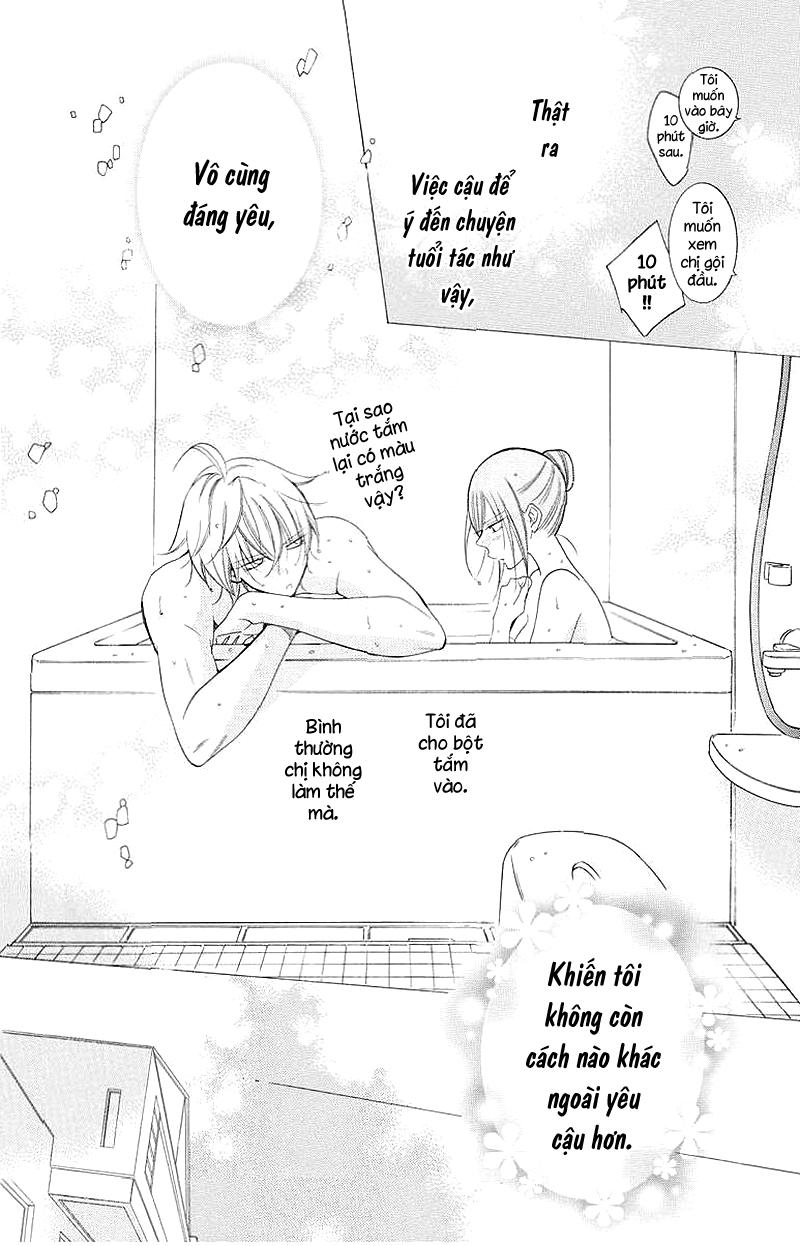 Tôi
muốn
vào bây
giờ.
10
phút
sau.
Tôi
muốn
xem
chị gội
đầu.
10
phút
!!
Thật
ra
Việc cậu để
ý đến chuyện
tuổi tác như
vậy,
Vô cùng
đáng yêu,
Tại sao
nước tắm
lại có màu
trắng
vậy?
Tôi đã
cho bột
tắm
vào.
Bình
thường
chị không
làm thế
mà.
Khiến tôi
không còn
cách nào khác
ngoài yêu
cậu hơn.